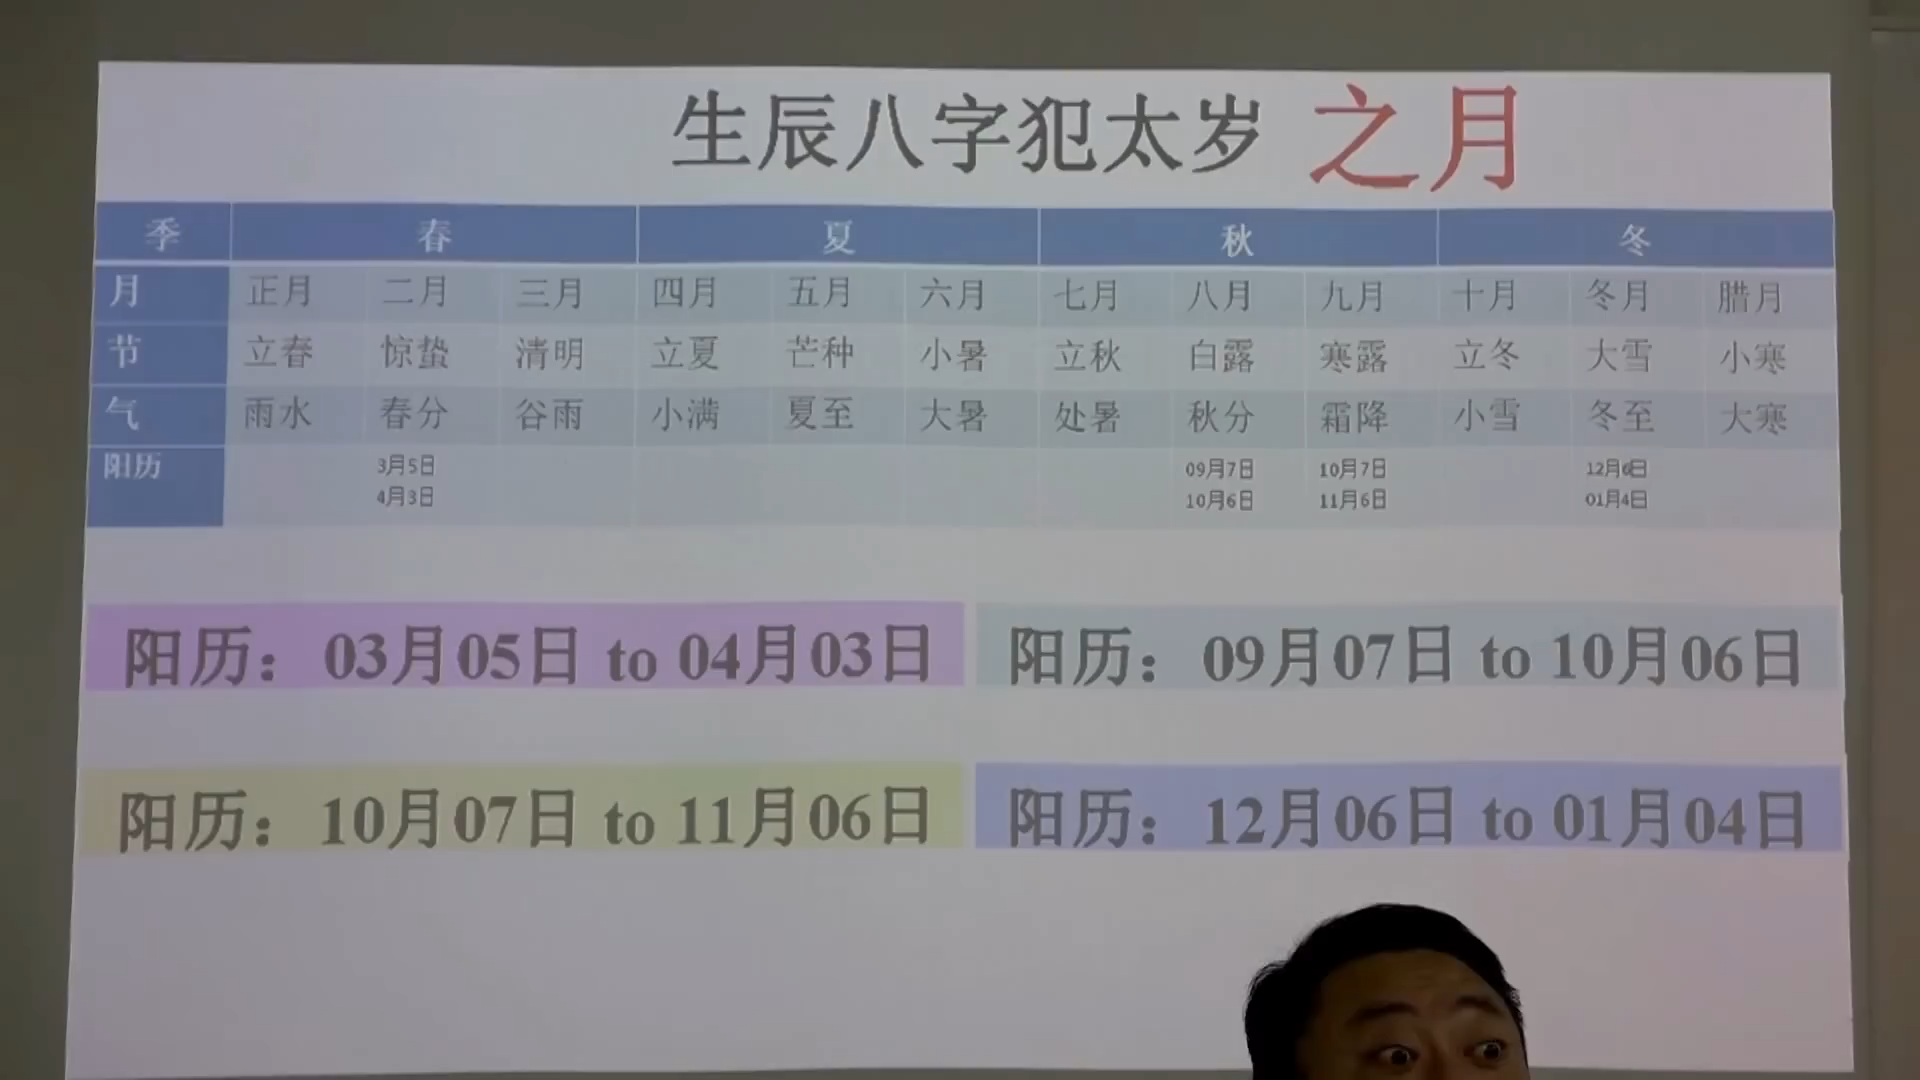 生辰八字犯太岁 之月
季 春 夏 秋 冬
月 正月 二月 三月 四月 五月 六月 七月 八月 九月 十月 冬月 腊月
节 立春 惊蛰 清明 立夏 芒种 小暑 立秋 白露 寒露 立冬 大雪 小寒
气 雨水 春分 谷雨 小满 夏至 大暑 处暑 秋分 霜降 小雪 冬至 大寒
阳历 3月5日 09月7日 10月7日 12月6日
4月3日 10月6日 11月6日 01月4日
阳历：03月05日 to 04月03日 阳历：09月07日 to 10月06日
阳历：10月07日 to 11月06日 阳历：12月06日 to 01月04日